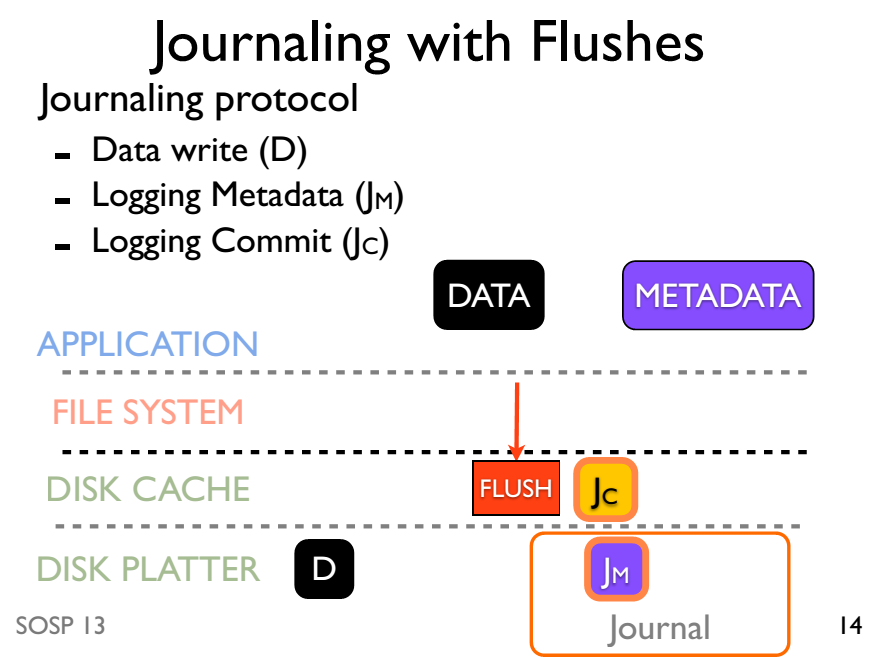 Journaling with Flushes
Journaling protocol
- Data write (D)
- Logging Metadata (JM)
- Logging Commit (JC)
DATA
METADATA
APPLICATION
FILE SYSTEM
DISK CACHE
FLUSH
JC
DISK PLATTER
D
JM
SOSP 13
Journal
14